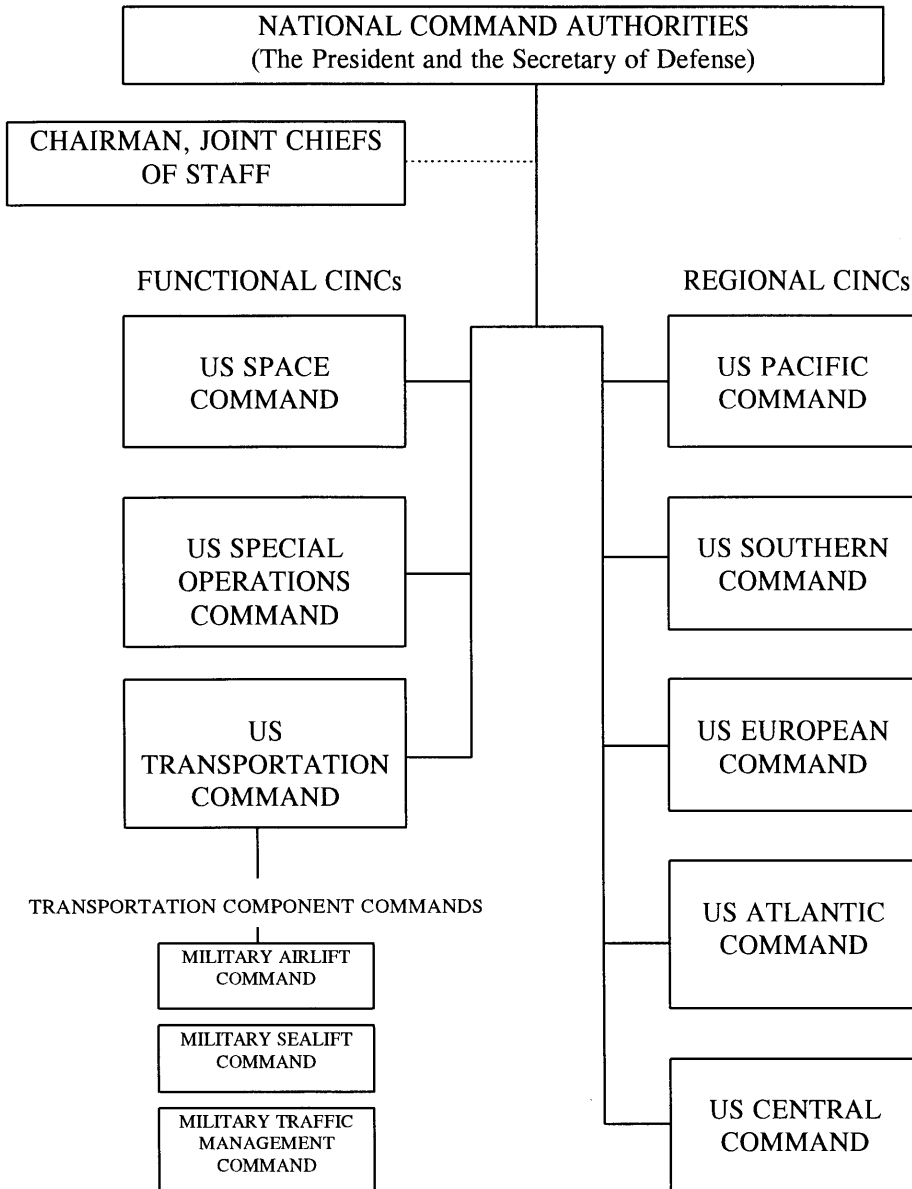 NATIONAL COMMAND AUTHORITIES
(The President and the Secretary of Defense)
CHAIRMAN, JOINT CHIEFS
OF STAFF
FUNCTIONAL CINCs
US SPACE
COMMAND
US SPECIAL
OPERATIONS
COMMAND
US
TRANSPORTATION
COMMAND
TRANSPORTATION COMPONENT COMMANDS
MILITARY AIRLIFT
COMMAND
MILITARY SEALIFT
COMMAND
MILITARY TRAFFIC
MANAGEMENT
COMMAND
REGIONAL CINCs
US PACIFIC
COMMAND
US SOUTHERN
COMMAND
US EUROPEAN
COMMAND
US ATLANTIC
COMMAND
US CENTRAL
COMMAND